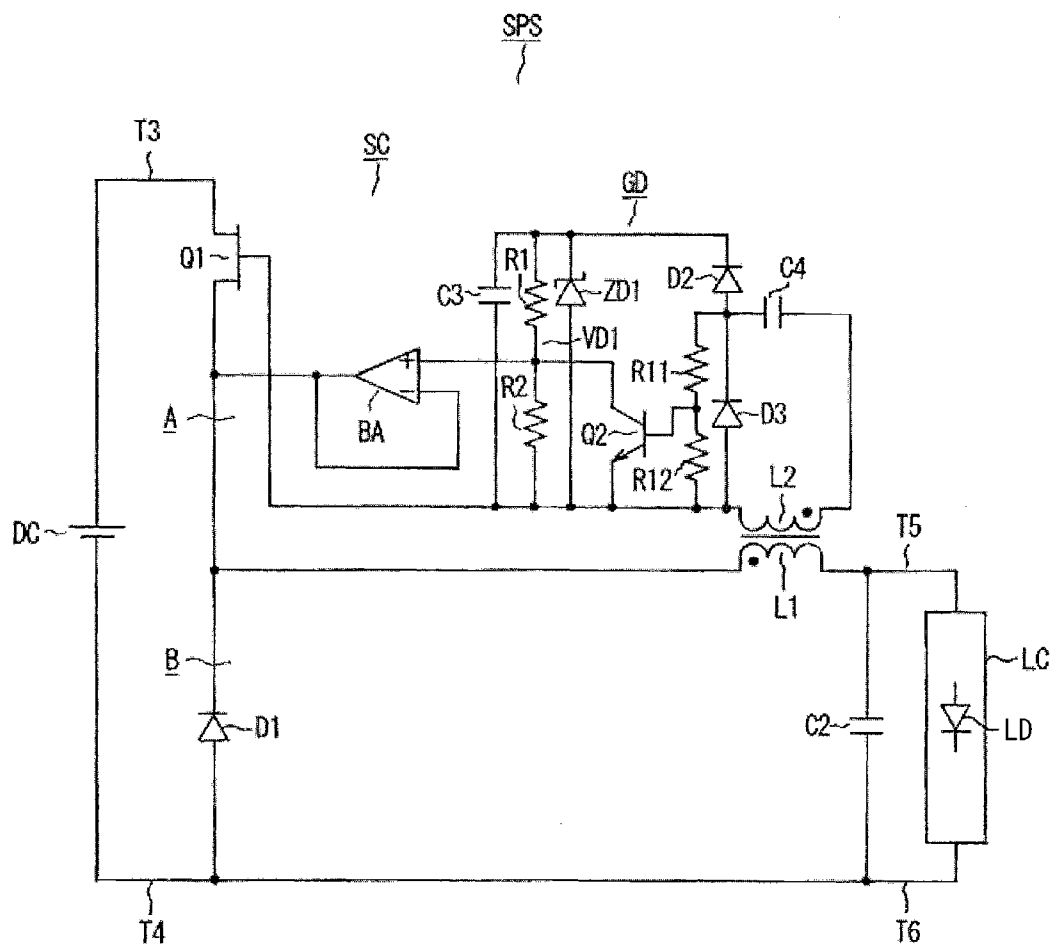 SPS
T3
SC
GD
Q1
R1
C3
ZD1
D2
C4
VD1
+
−
BA
R2
R11
Q2
D3
A
R12
DC
L2
T5
L1
B
LC
D1
C2
LD
T4
T6